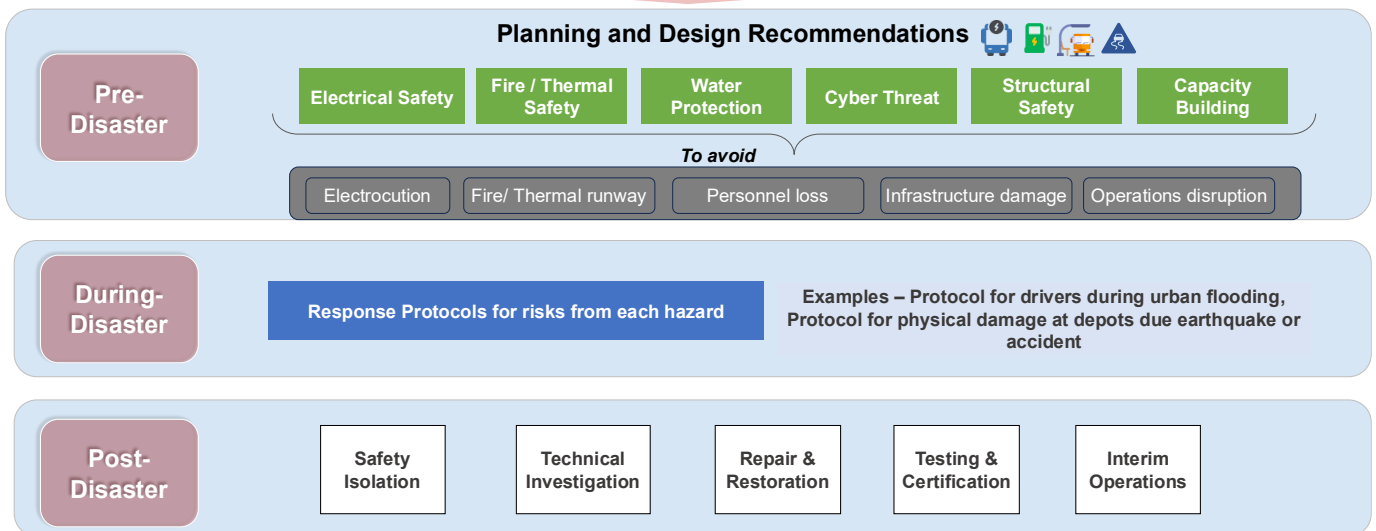 Planning and Design Recommendations
Pre-
Disaster
Electrical Safety
Fire / Thermal
Safety
Water
Protection
Cyber Threat
Structural
Safety
Capacity
Building
To avoid
Electrocution
Fire/ Thermal runway
Personnel loss
Infrastructure damage
Operations disruption
During-
Disaster
Response Protocols for risks from each hazard
Examples – Protocol for drivers during urban flooding,
Protocol for physical damage at depots due earthquake or
accident
Post-
Disaster
Safety
Isolation
Technical
Investigation
Repair &
Restoration
Testing &
Certification
Interim
Operations